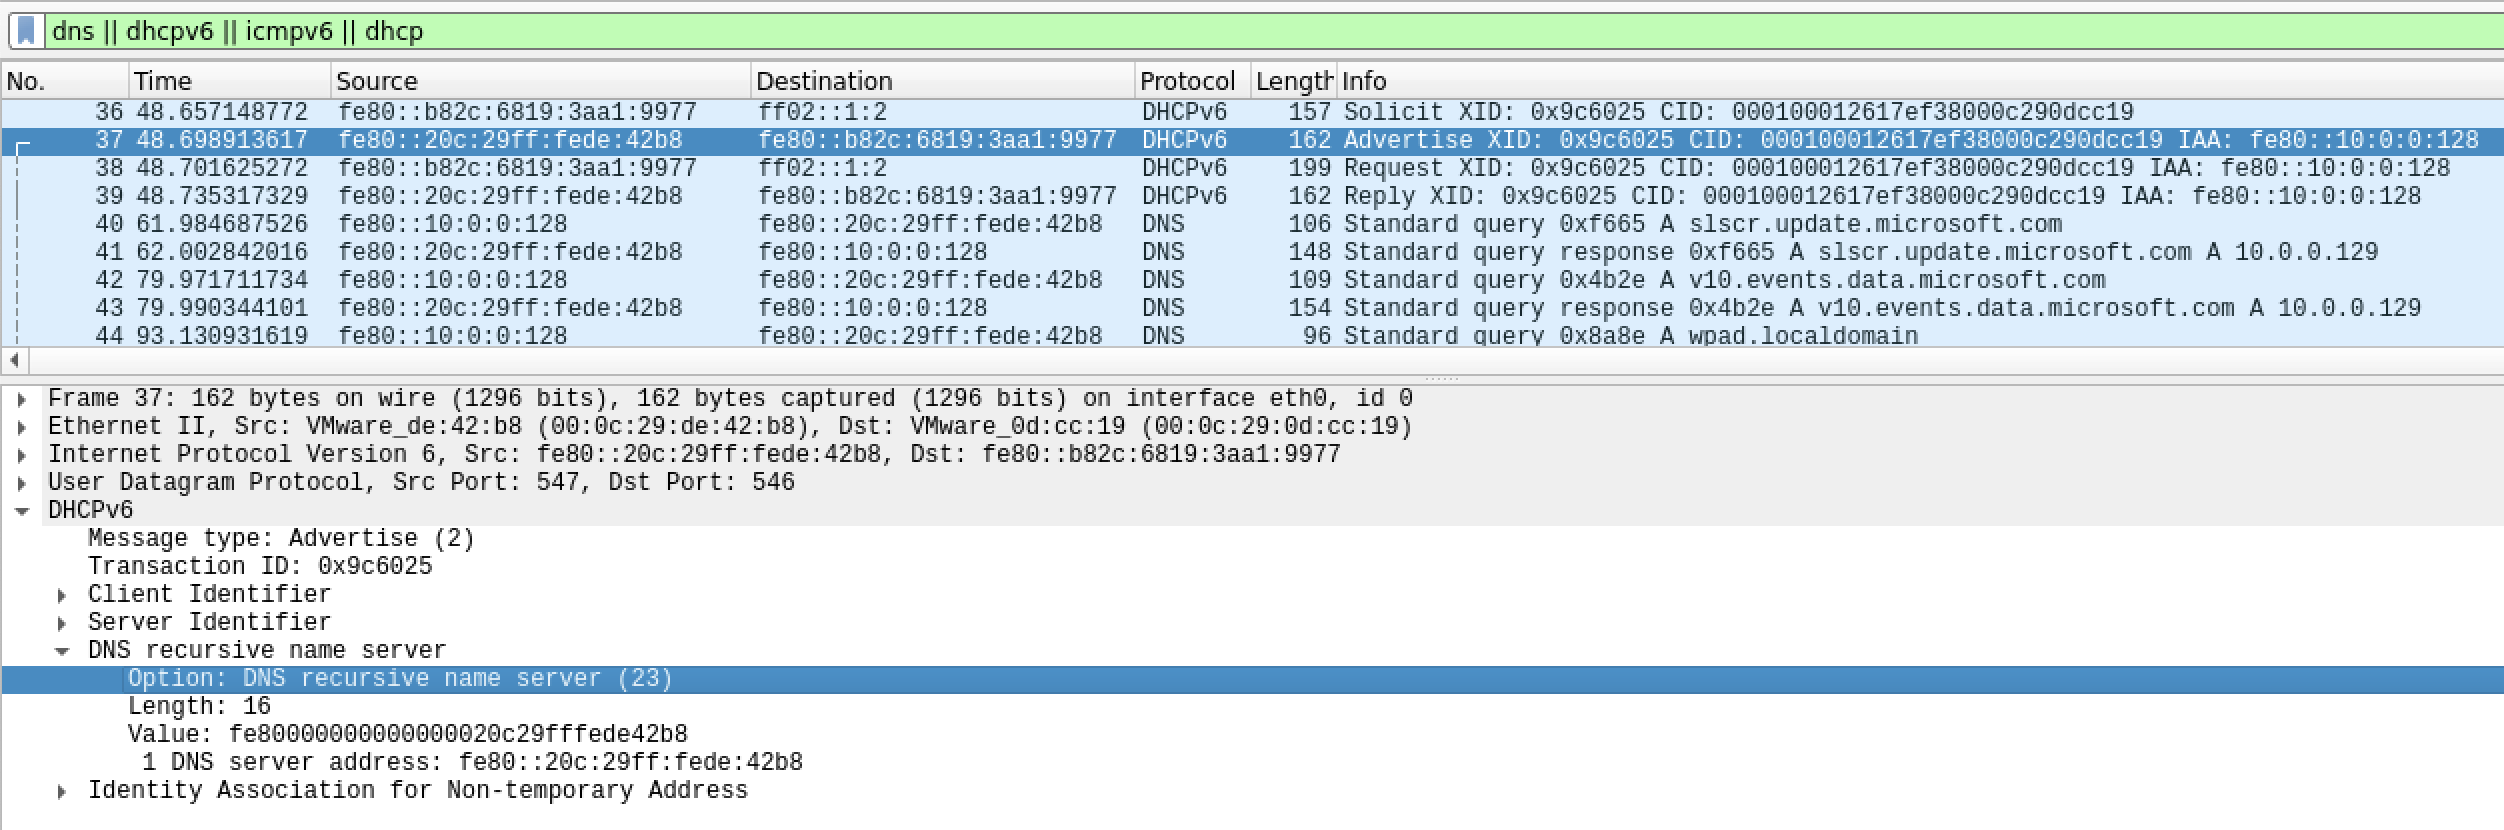 dns || dhcpv6 || icmpv6 || dhcp
No. Time Source Destination Protocol Length Info
36 48.657148772 fe80::b82c:6819:3aa1:9977 ff02::1:2 DHCPv6 157 Solicit XID: 0x9c6025 CID: 000100012617ef38000c290dcc19
37 48.698913617 fe80::20c:29ff:fede:42b8 fe80::b82c:6819:3aa1:9977 DHCPv6 162 Advertise XID: 0x9c6025 CID: 000100012617ef38000c290dcc19 IAA: fe80::10:0:0:128
38 48.701625272 fe80::b82c:6819:3aa1:9977 ff02::1:2 DHCPv6 199 Request XID: 0x9c6025 CID: 000100012617ef38000c290dcc19 IAA: fe80::10:0:0:128
39 48.735317329 fe80::20c:29ff:fede:42b8 fe80::b82c:6819:3aa1:9977 DHCPv6 162 Reply XID: 0x9c6025 CID: 000100012617ef38000c290dcc19 IAA: fe80::10:0:0:128
40 61.984687526 fe80::10:0:0:128 fe80::20c:29ff:fede:42b8 DNS 106 Standard query 0xf665 A slscr.update.microsoft.com
41 62.002842016 fe80::20c:29ff:fede:42b8 fe80::10:0:0:128 DNS 148 Standard query response 0xf665 A slscr.update.microsoft.com A 10.0.0.129
42 79.971711734 fe80::10:0:0:128 fe80::20c:29ff:fede:42b8 DNS 109 Standard query 0x4b2e A v10.events.data.microsoft.com
43 79.990344101 fe80::20c:29ff:fede:42b8 fe80::10:0:0:128 DNS 154 Standard query response 0x4b2e A v10.events.data.microsoft.com A 10.0.0.129
44 93.130931619 fe80::10:0:0:128 fe80::20c:29ff:fede:42b8 DNS 96 Standard query 0x8a8e A wpad.localdomain
Frame 37: 162 bytes on wire (1296 bits), 162 bytes captured (1296 bits) on interface eth0, id 0
Ethernet II, Src: VMware_de:42:b8 (00:0c:29:de:42:b8), Dst: VMware_0d:cc:19 (00:0c:29:0d:cc:19)
Internet Protocol Version 6, Src: fe80::20c:29ff:fede:42b8, Dst: fe80::b82c:6819:3aa1:9977
User Datagram Protocol, Src Port: 547, Dst Port: 546
DHCPv6
Message type: Advertise (2)
Transaction ID: 0x9c6025
Client Identifier
Server Identifier
DNS recursive name server
Option: DNS recursive name server (23)
Length: 16
Value: fe80000000000000020c29fffede42b8
1 DNS server address: fe80::20c:29ff:fede:42b8
Identity Association for Non-temporary Address